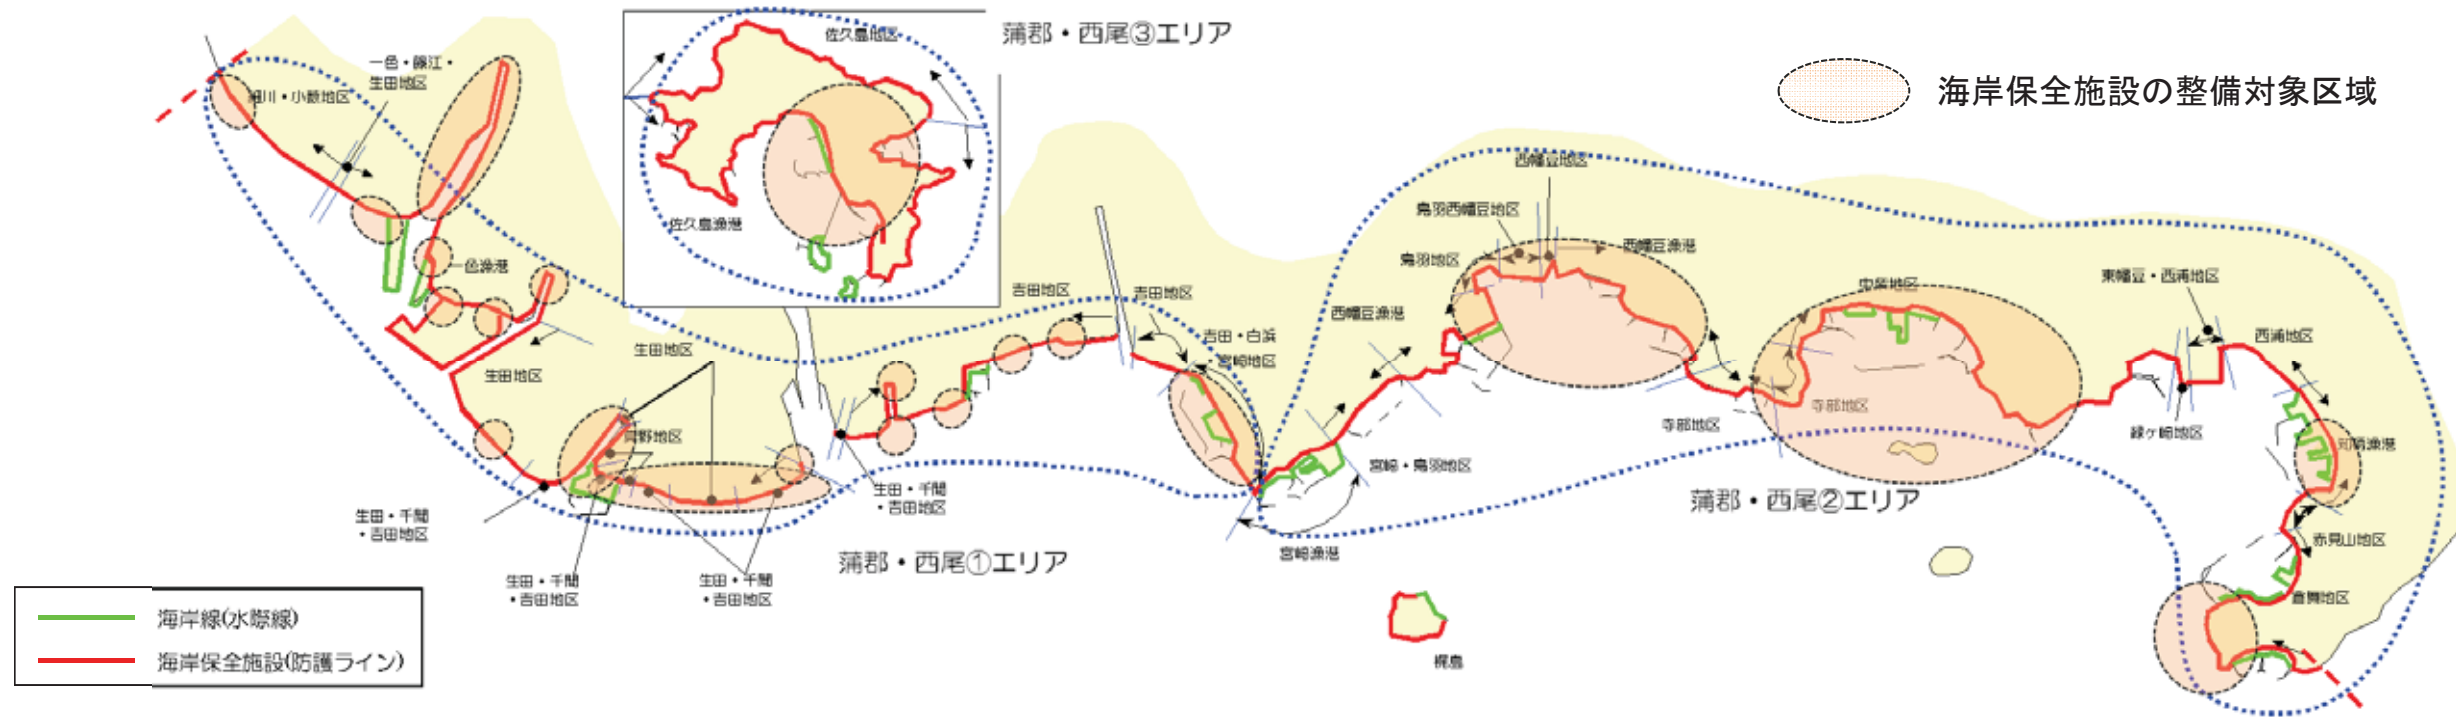 蒲郡・西尾③エリア
佐久島地区
佐久島漁港
海岸保全施設の整備対象区域
一色・藤江・
生田地区
細川・小藪地区
一色漁港
生田地区
生田地区
吉田地区
吉田地区
吉田・白浜
・宮崎地区
生田・千間
・吉田地区
生田・千間
・吉田地区
生田・千間
・吉田地区
生田・千間
・吉田地区
蒲郡・西尾①エリア
西幡豆地区
鳥羽西幡豆地区
鳥羽地区
西幡豆漁港
西幡豆漁港
宮崎・鳥羽地区
宮崎漁港
寺部地区
寺部地区
中柴地区
東幡豆・西浦地区
西浦地区
知柄漁港
赤見山地区
倉舞地区
蒲郡・西尾②エリア
梶島
海岸線(水際線)
海岸保全施設(防護ライン)